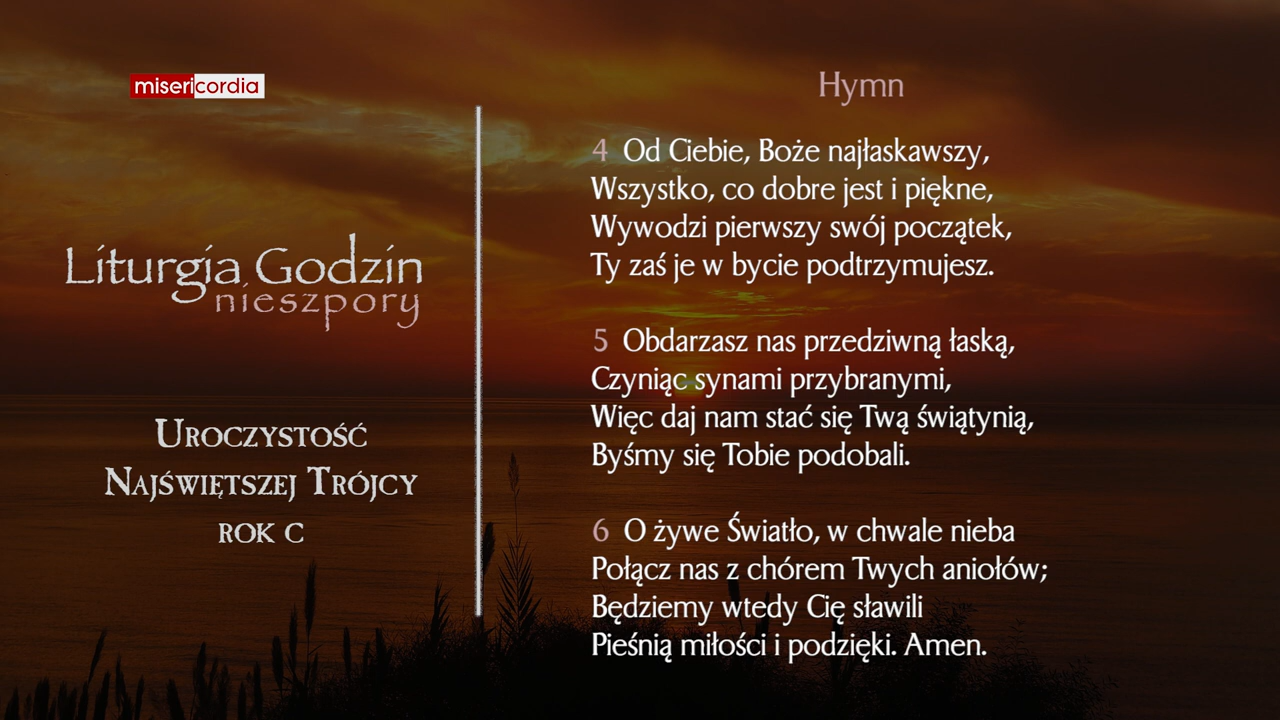 misericordia
Liturgia Godzin
nieszpory
Uroczystość
Najświętszej Trójcy
rok C
Hymn
4 Od Ciebie, Boże najłaskawszy,
Wszystko, co dobre jest i piękne,
Wywodzi pierwszy swój początek,
Ty zaś je w bycie podtrzymujesz.
5 Obdarzasz nas przedziwną łaską,
Czyniąc synami przybranymi,
Więc daj nam stać się Twą świątynią,
Byśmy się Tobie podobali.
6 O żywe Światło, w chwale nieba
Połącz nas z chórem Twych aniołów;
Będziemy wtedy Cię sławili
Pieśnią miłości i podzięki. Amen.